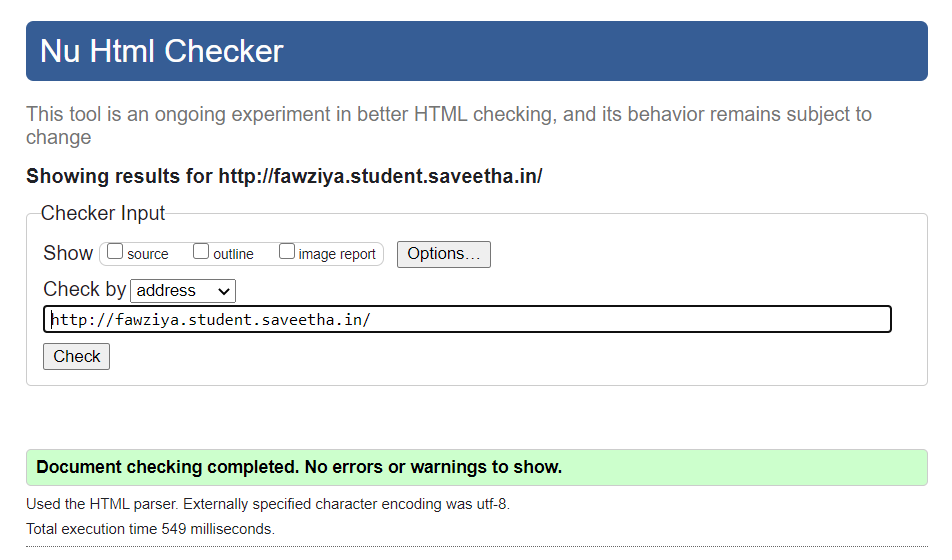 Nu Html Checker
This tool is an ongoing experiment in better HTML checking, and its behavior remains subject to
change
Showing results for http://fawziya.student.saveetha.in/
Checker Input
Show source outline image report Options...
Check by address
http://fawziya.student.saveetha.in/
Check
Document checking completed. No errors or warnings to show.
Used the HTML parser. Externally specified character encoding was utf-8.
Total execution time 549 milliseconds.